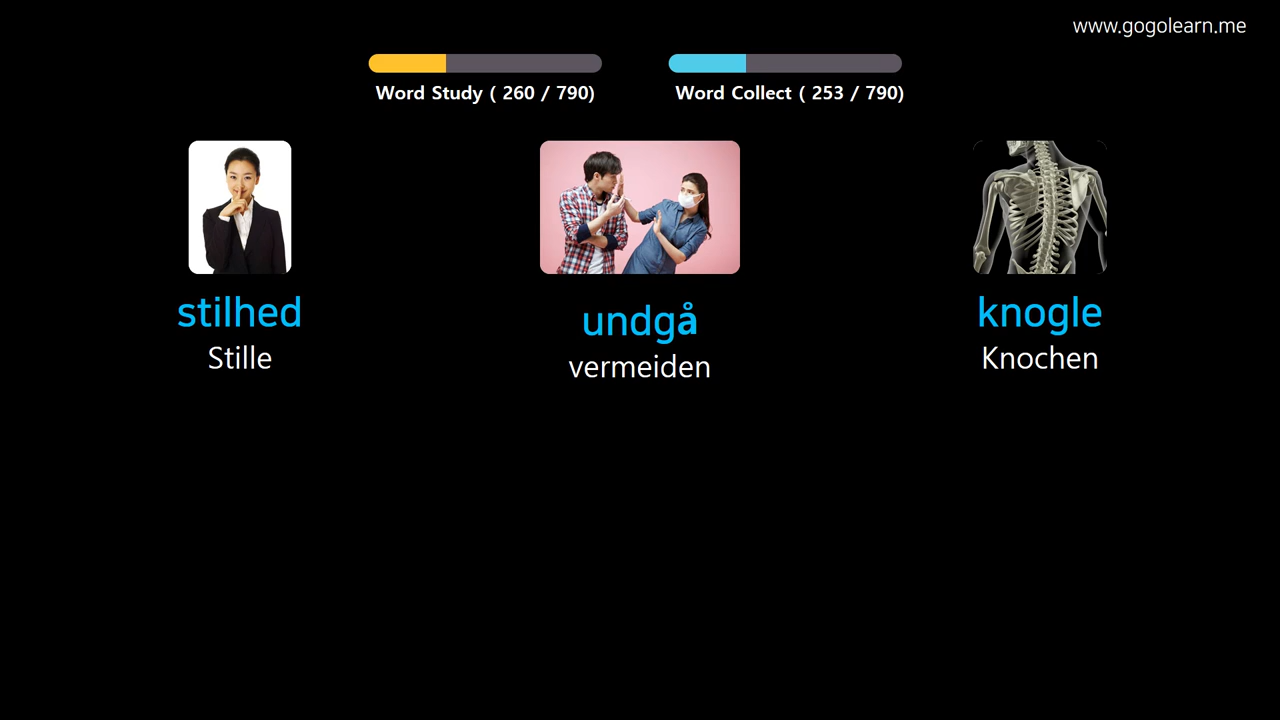 www.gogolearn.me
Word Study ( 260 / 790)
Word Collect ( 253 / 790)
stilhed
Stille
undgå
vermeiden
knogle
Knochen